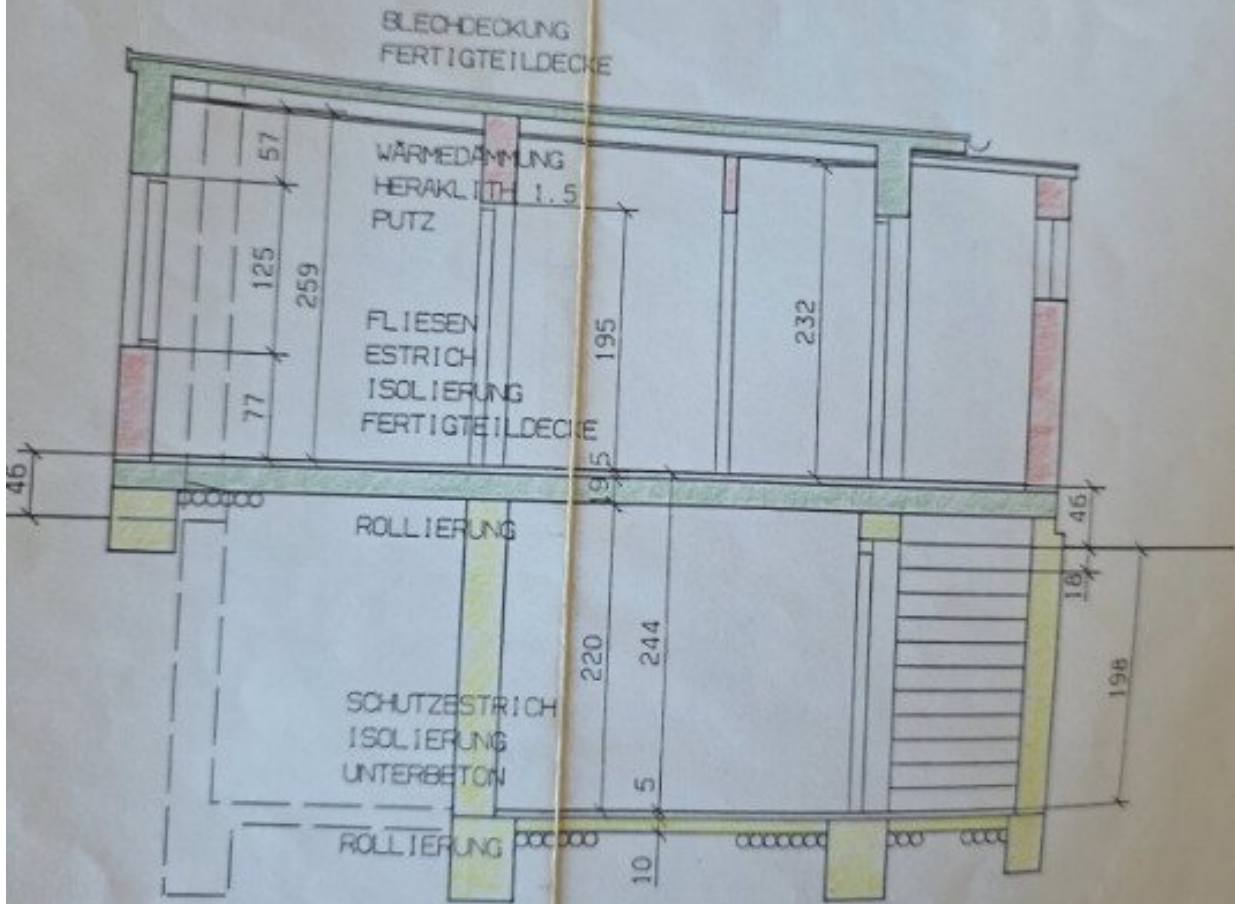 BLECHDECKUNG
FERTIGTEILDECKE
WÄRMEDÄMMUNG
HERAKLITH 1.5
PUTZ
57
125
259
77
195
232
FLIESEN
ESTRICH
ISOLIERUNG
FERTIGTEILDECKE
46
19
5
46
18
ROLLIERUNG
220
244
198
SCHUTZESTRICH
ISOLIERUNG
UNTERBETON
5
ROLLIERUNG
10